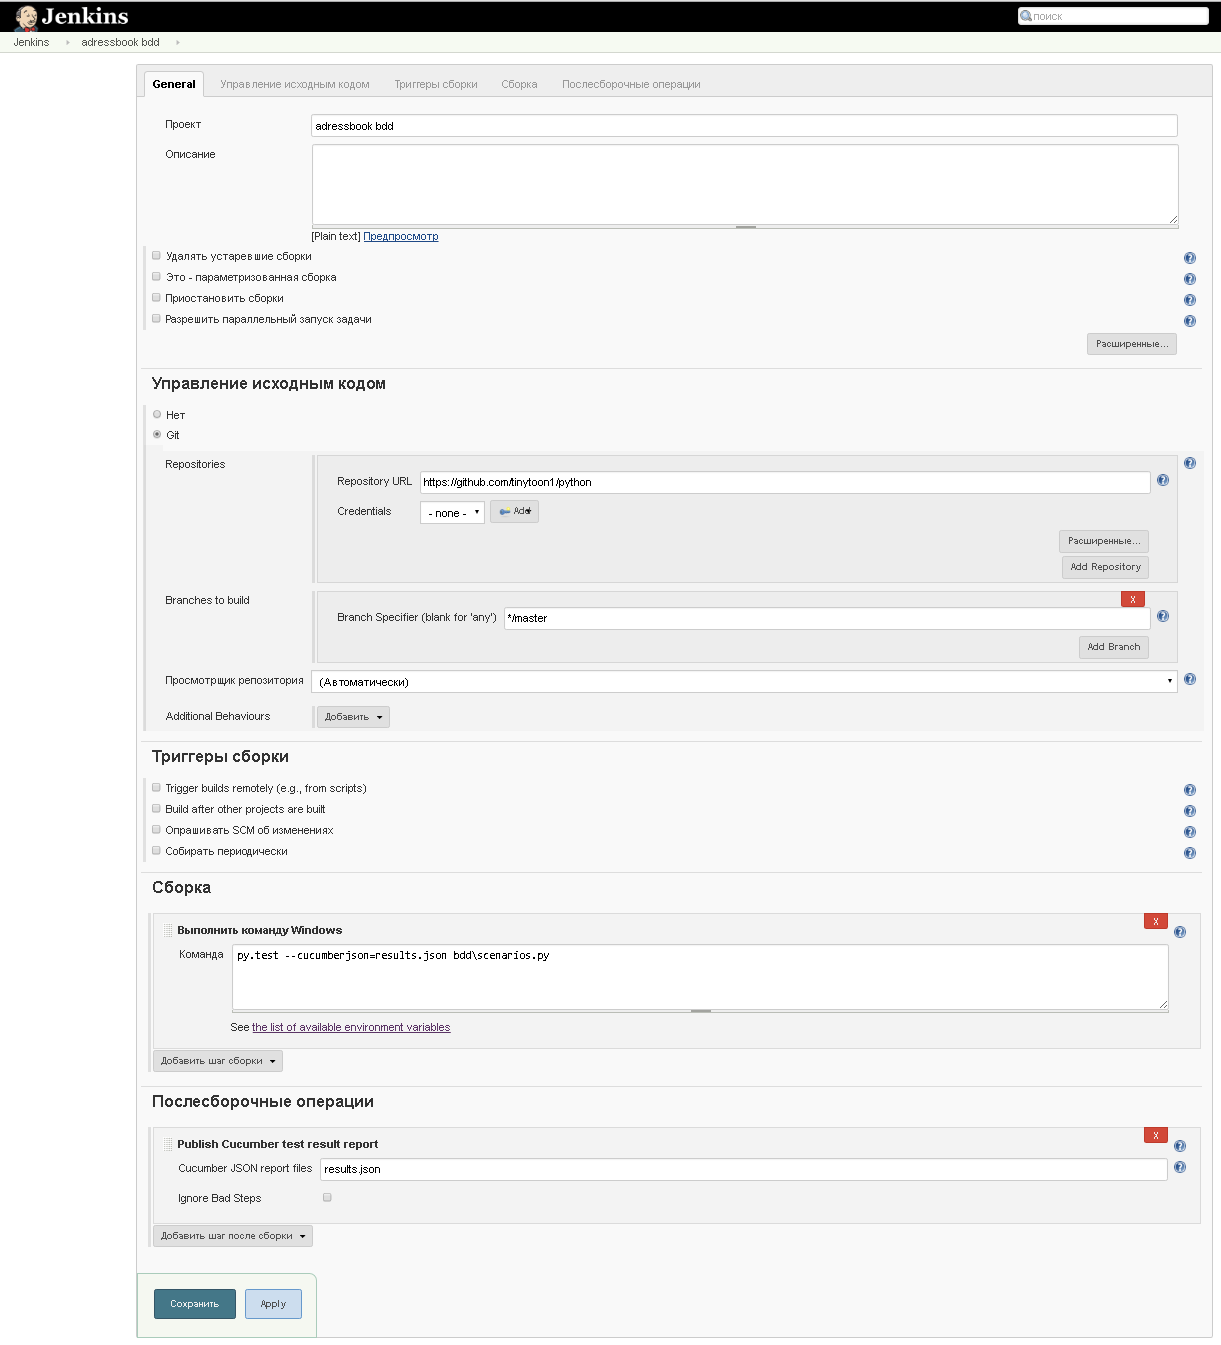 Jenkins
поиск
Jenkins
adressbook bdd
General
Управление исходным кодом
Триггеры сборки
Сборка
Послесборочные операции
Проект
adressbook bdd
Описание
[Plain text] Предпросмотр
Удалять устаревшие сборки
Это - параметризованная сборка
Приостановить сборки
Разрешить параллельный запуск задачи
Расширенные...
Управление исходным кодом
Нет
Git
Repositories
Repository URL
https://github.com/tinytoon1/python
Credentials
- none -
Add
Расширенные...
Add Repository
Branches to build
X
Branch Specifier (blank for 'any')
*/master
Add Branch
Просмотрщик репозитория
(Автоматически)
Additional Behaviours
Добавить
Триггеры сборки
Trigger builds remotely (e.g., from scripts)
Build after other projects are built
Опрашивать SCM об изменениях
Собирать периодически
Сборка
X
Выполнить команду Windows
Команда
py.test --cucumberjson=results.json bdd\scenarios.py
See the list of available environment variables
Добавить шаг сборки
Послесборочные операции
X
Publish Cucumber test result report
Cucumber JSON report files
results.json
Ignore Bad Steps
Добавить шаг после сборки
Сохранить
Apply